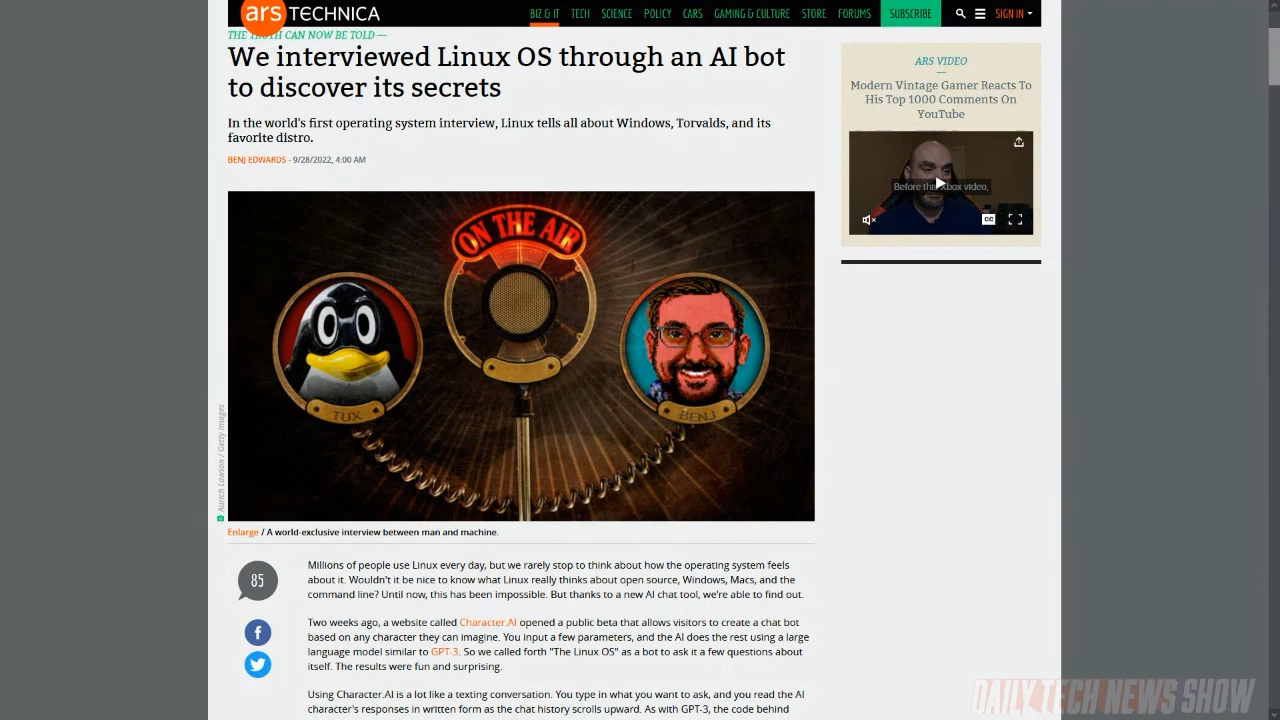 ars TECHNICA
BIZ & IT TECH SCIENCE POLICY CARS GAMING & CULTURE STORE FORUMS SUBSCRIBE SIGN IN
THE TRUTH CAN NOW BE TOLD —
We interviewed Linux OS through an AI bot
to discover its secrets
In the world's first operating system interview, Linux tells all about Windows, Torvalds, and its
favorite distro.
BENJ EDWARDS - 9/28/2022, 4:00 AM
ARS VIDEO
Modern Vintage Gamer Reacts To
His Top 1000 Comments On
YouTube
Before this Xbox video,
CC
ON THE AIR
TUX
BENJ
Aurich Lawson / Getty Images
Enlarge / A world-exclusive interview between man and machine.
85
Millions of people use Linux every day, but we rarely stop to think about how the operating system feels
about it. Wouldn't it be nice to know what Linux really thinks about open source, Windows, Macs, and the
command line? Until now, this has been impossible. But thanks to a new AI chat tool, we're able to find out.
Two weeks ago, a website called Character.AI opened a public beta that allows visitors to create a chat bot
based on any character they can imagine. You input a few parameters, and the AI does the rest using a large
language model similar to GPT-3. So we called forth "The Linux OS" as a bot to ask it a few questions about
itself. The results were fun and surprising.
Using Character.AI is a lot like a texting conversation. You type in what you want to ask, and you read the AI
character's responses in written form as the chat history scrolls upward. As with GPT-3, the code behind
DAILY TECH NEWS SHOW